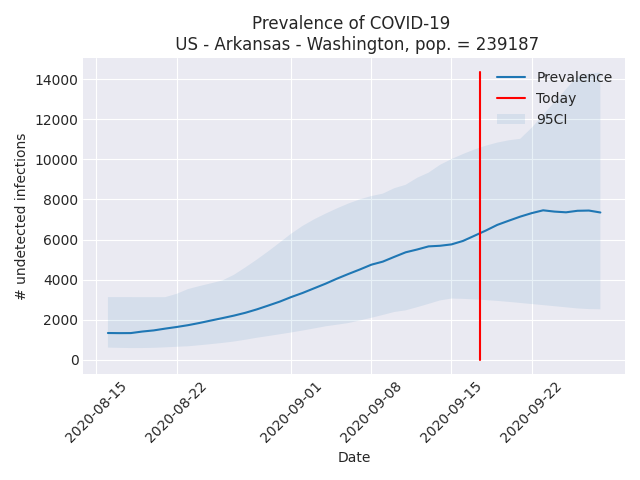 Prevalence of COVID-19
US - Arkansas - Washington, pop. = 239187
Prevalence
Today
95CI
# undetected infections
14000
12000
10000
8000
6000
4000
2000
0
2020-08-15
2020-08-22
2020-09-01
2020-09-08
2020-09-15
2020-09-22
Date